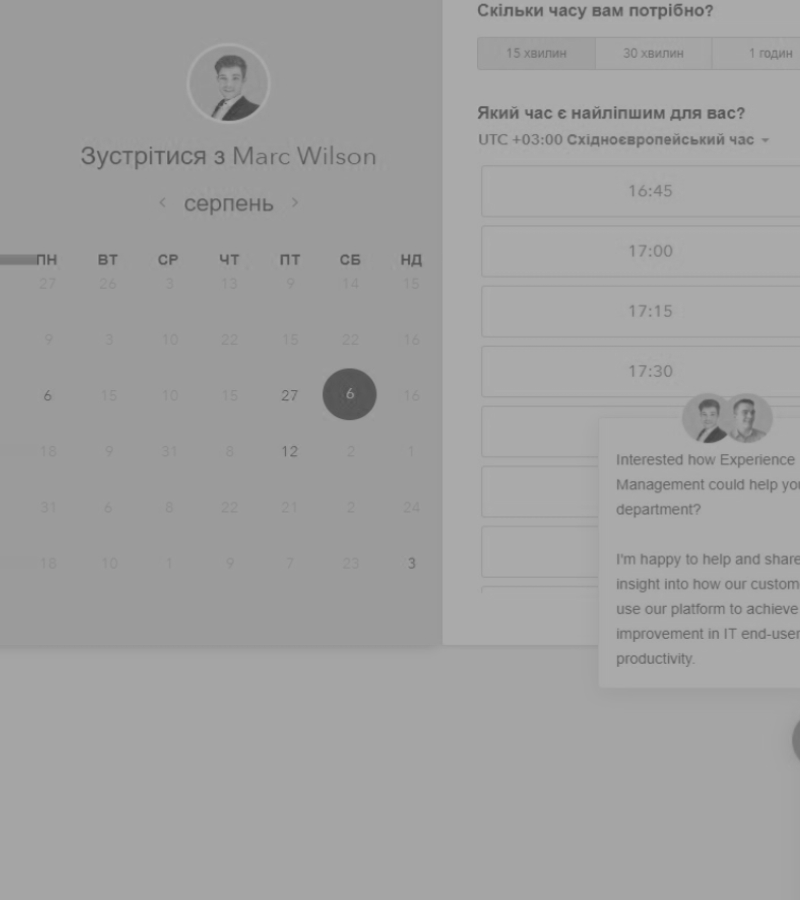 Зустрітися з Marc Wilson
серпень
ПН ВТ СР ЧТ ПТ СБ НД
27 26 3 13 9 14 15
9 3 10 22 15 22 16
6 15 10 15 27 6 16
18 9 31 8 12 2 1
31 6 8 22 21 2 24
18 10 1 9 7 23 3
Скільки часу вам потрібно?
15 хвилин 30 хвилин 1 годин
Який час є найліпшим для вас?
UTC +03:00 Східноєвропейський час
16:45
17:00
17:15
17:30
Interested how Experience
Management could help you
department?
I'm happy to help and share
insight into how our custom
use our platform to achieve
improvement in IT end-user
productivity.